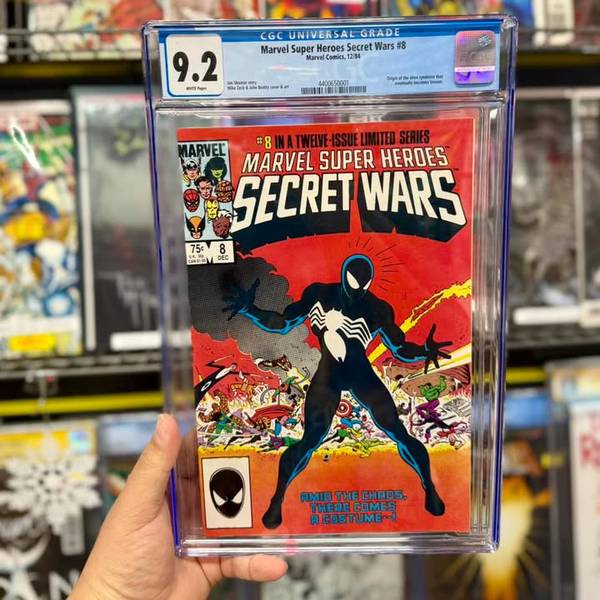 CGC UNIVERSAL GRADE
9.2
WHITE Pages
Marvel Super Heroes Secret Wars #8
Marvel Comics, 12/84
Jim Shooter story
Mike Zeck & John Beatty cover & art
4400650001
Origin of the alien symbiote that
eventually becomes Venom.
#8 IN A TWELVE-ISSUE LIMITED SERIES
MARVEL
MARVEL SUPER HEROES
SECRET WARS
75¢
8
DEC
AMID THE CHAOS,
THERE COMES
A COSTUME--!